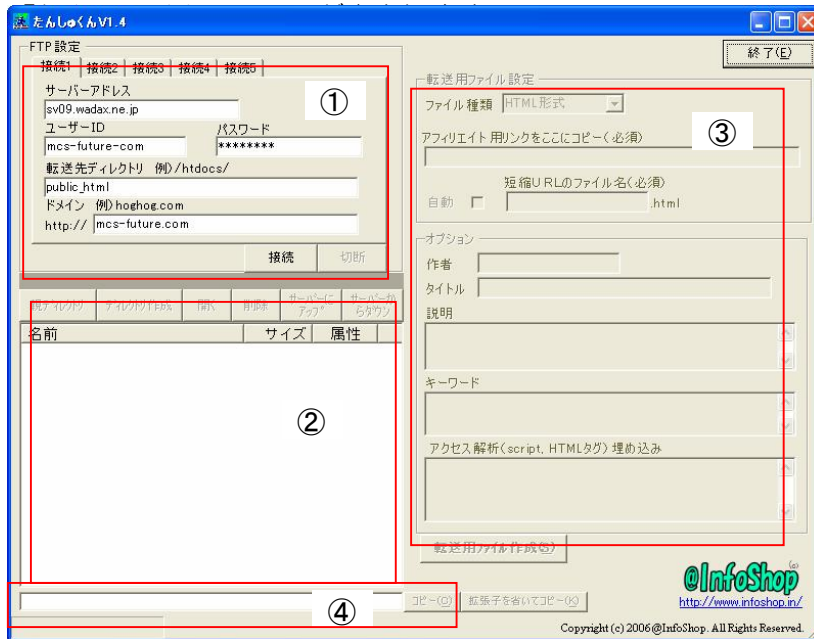 たんしゅくんV1.4
終了(E)
FTP設定
接続1 接続2 接続3 接続4 接続5
サーバーアドレス
sv09.wadax.ne.jp
ユーザーID パスワード
mcs-future-com ********
転送先ディレクトリ 例)/htdocs/
public_html
ドメイン 例) hoghog.com
http:// mcs-future.com
接続 切断
①
親ディレクトリ ディレクトリ作成 開く 削除 サーバーにアップ サーバーからダウン
名前 サイズ 属性
②
転送用ファイル設定
ファイル種類 HTML形式
③
アフィリエイト用リンクをここにコピー(必須)
短縮URLのファイル名(必須)
自動 .html
オプション
作者
タイトル
説明
キーワード
アクセス解析(script, HTMLタグ)埋め込み
転送用ファイル作成(S)
④
コピー(C) 拡張子を省いてコピー(K)
@InfoShop
http://www.infoshop.in/
Copyright (c) 2006 @InfoShop. All Rights Reserved.